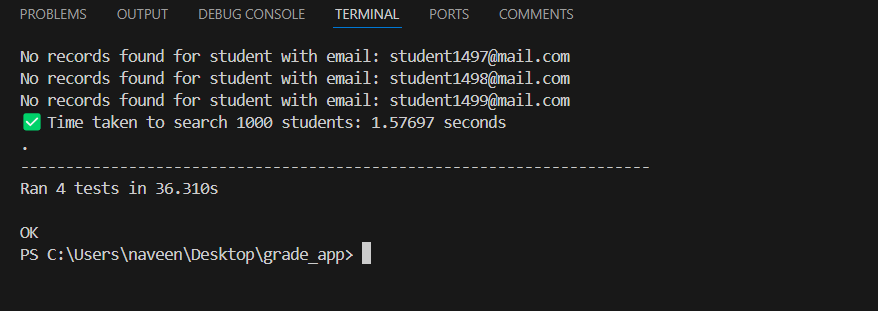 PROBLEMS OUTPUT DEBUG CONSOLE TERMINAL PORTS COMMENTS
No records found for student with email: student1497@mail.com
No records found for student with email: student1498@mail.com
No records found for student with email: student1499@mail.com
✅ Time taken to search 1000 students: 1.57697 seconds
.
----------------------------------------------------------------------
Ran 4 tests in 36.310s
OK
PS C:\Users\naveen\Desktop\grade_app>